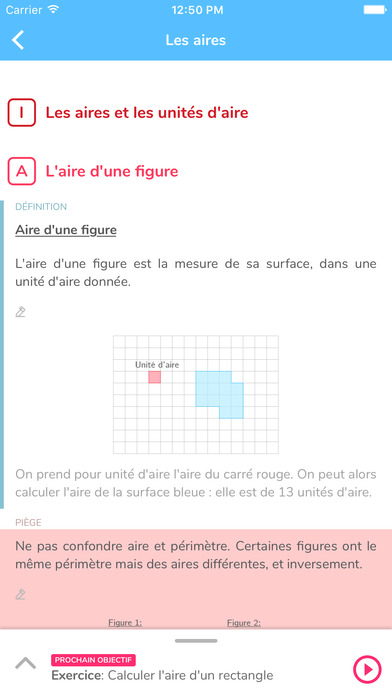 Carrier 12:50 PM
Les aires
I Les aires et les unités d'aire
A L'aire d'une figure
DÉFINITION
Aire d'une figure
L'aire d'une figure est la mesure de sa surface, dans une
unité d'aire donnée.
Unité d'aire
On prend pour unité d'aire l'aire du carré rouge. On peut alors
calculer l'aire de la surface bleue : elle est de 13 unités d'aire.
PIÈGE
Ne pas confondre aire et périmètre. Certaines figures ont le
même périmètre mais des aires différentes, et inversement.
Figure 1: Figure 2:
PROCHAIN OBJECTIF
Exercice: Calculer l'aire d'un rectangle